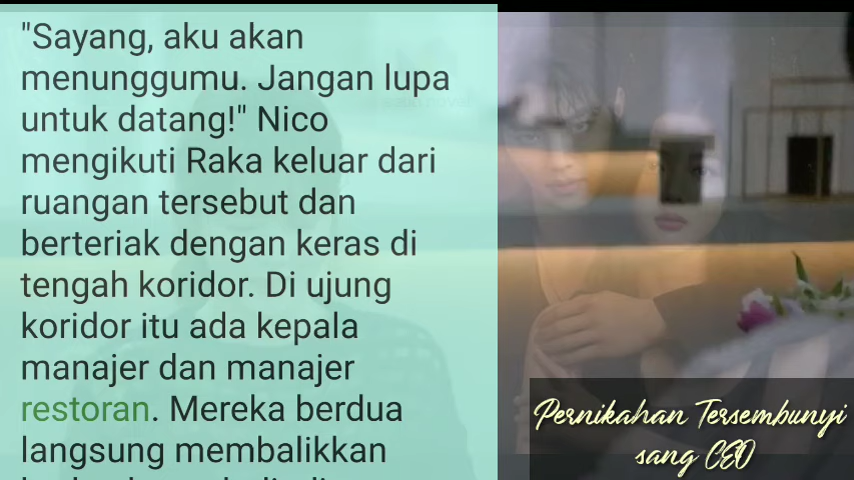 "Sayang, aku akan
menunggumu. Jangan lupa
untuk datang!" Nico
mengikuti Raka keluar dari
ruangan tersebut dan
berteriak dengan keras di
tengah koridor. Di ujung
koridor itu ada kepala
manajer dan manajer
restoran. Mereka berdua
langsung membalikkan
Pernikahan Tersembunyi
sang CEO